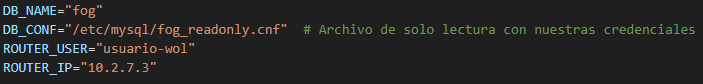 DB_NAME="fog"
DB_CONF="/etc/mysql/fog_readonly.cnf"  # Archivo de solo lectura con nuestras credenciales
ROUTER_USER="usuario-wol"
ROUTER_IP="10.2.7.3"